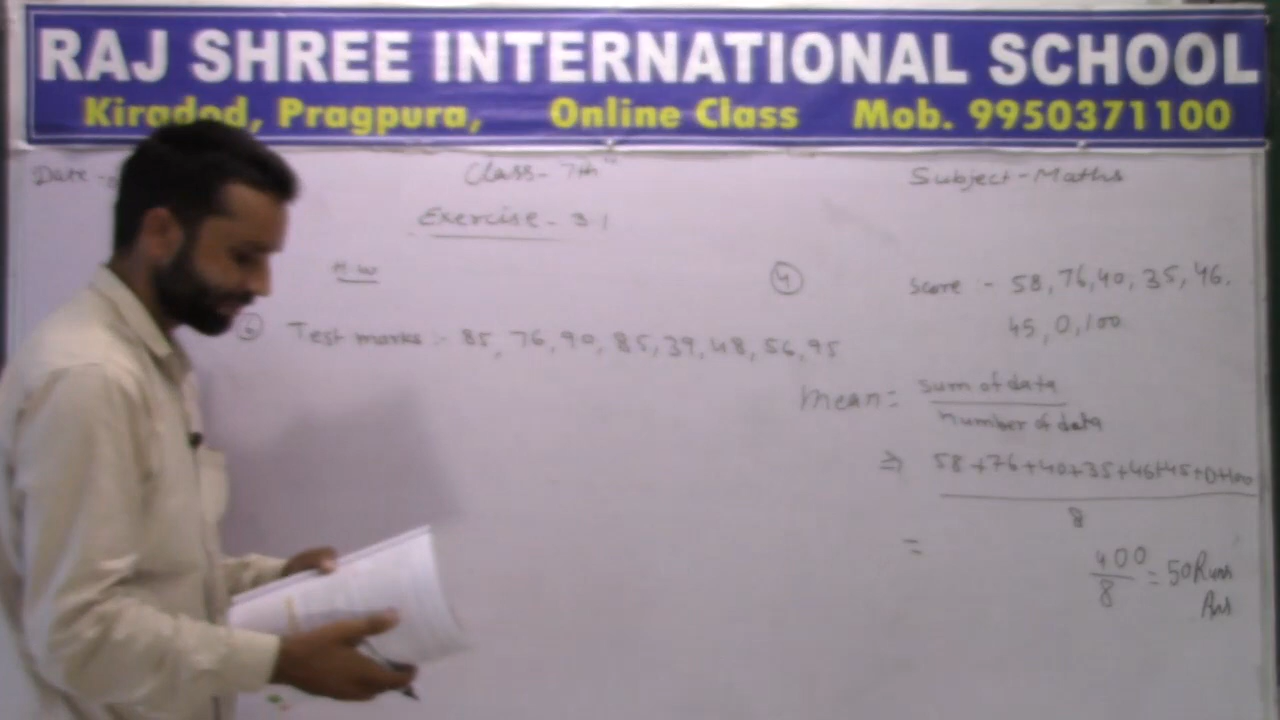 RAJ SHREE INTERNATIONAL SCHOOL
Kiradod, Pragpura, Online Class Mob. 9950371100
Date - Class- 7th Subject-Maths
Exercise- 3.1
H.W
Test marks :- 85, 76, 90, 85, 39, 48, 56, 95
4 Score - 58, 76, 40, 35, 46,
45, 0, 100
Mean = sum of data
number of data
⇒ 58+76+40+35+46+45+0+100
8
= 400
8
= 50 Runs
Ans